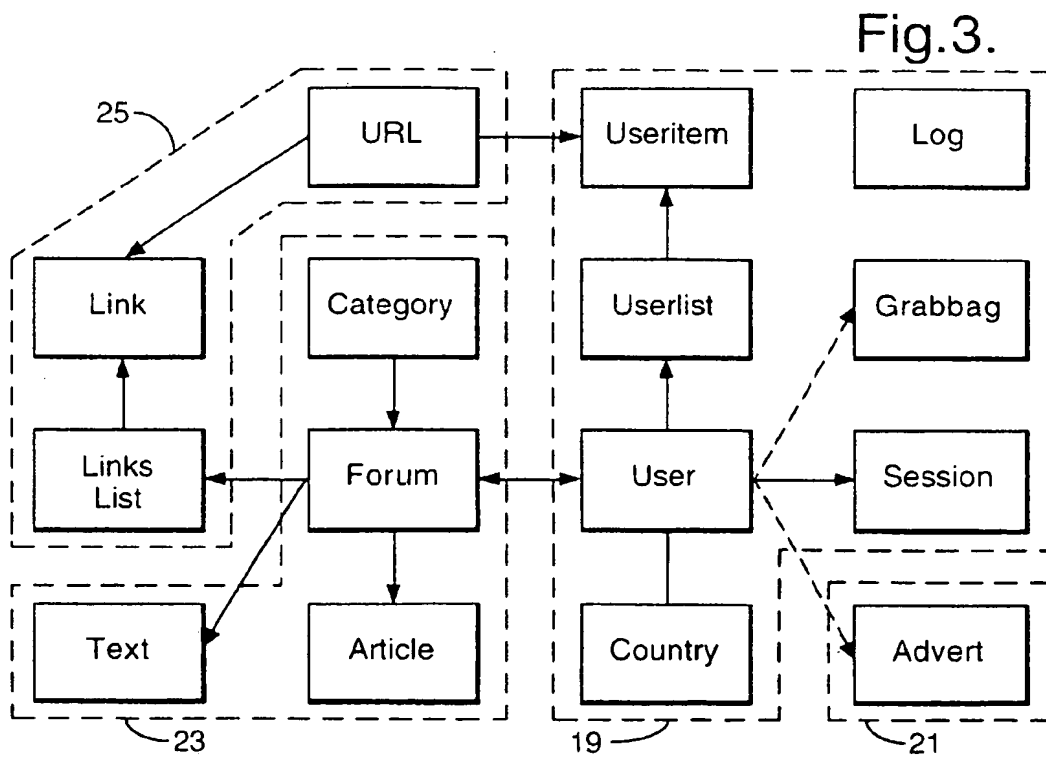 Fig.3.
25
URL
Useritem
Log
Link
Category
Userlist
Grabbag
Links
List
Forum
User
Session
Text
Article
Country
Advert
23
19
21